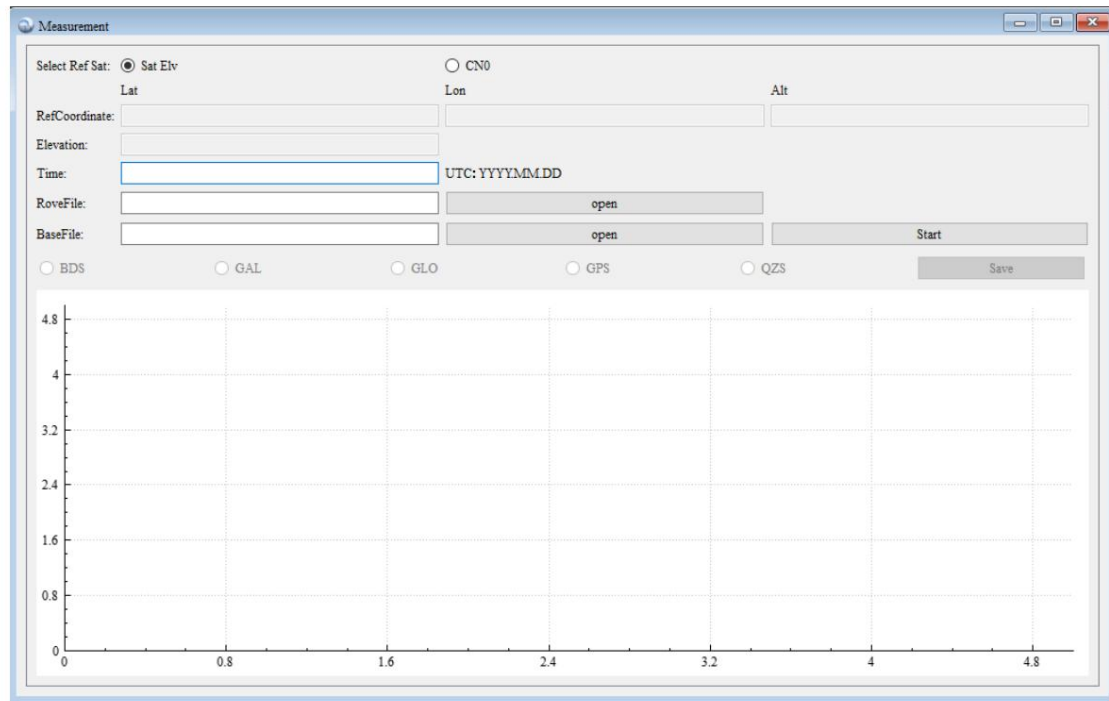 Measurement
Select Ref Sat: Sat Elv CN0
Lat Lon Alt
RefCoordinate:
Elevation:
Time: UTC: YYYY.MM.DD
RoveFile: open
BaseFile: open Start
BDS GAL GLO GPS QZS Save
4.8
4
3.2
2.4
1.6
0.8
0
0 0.8 1.6 2.4 3.2 4 4.8